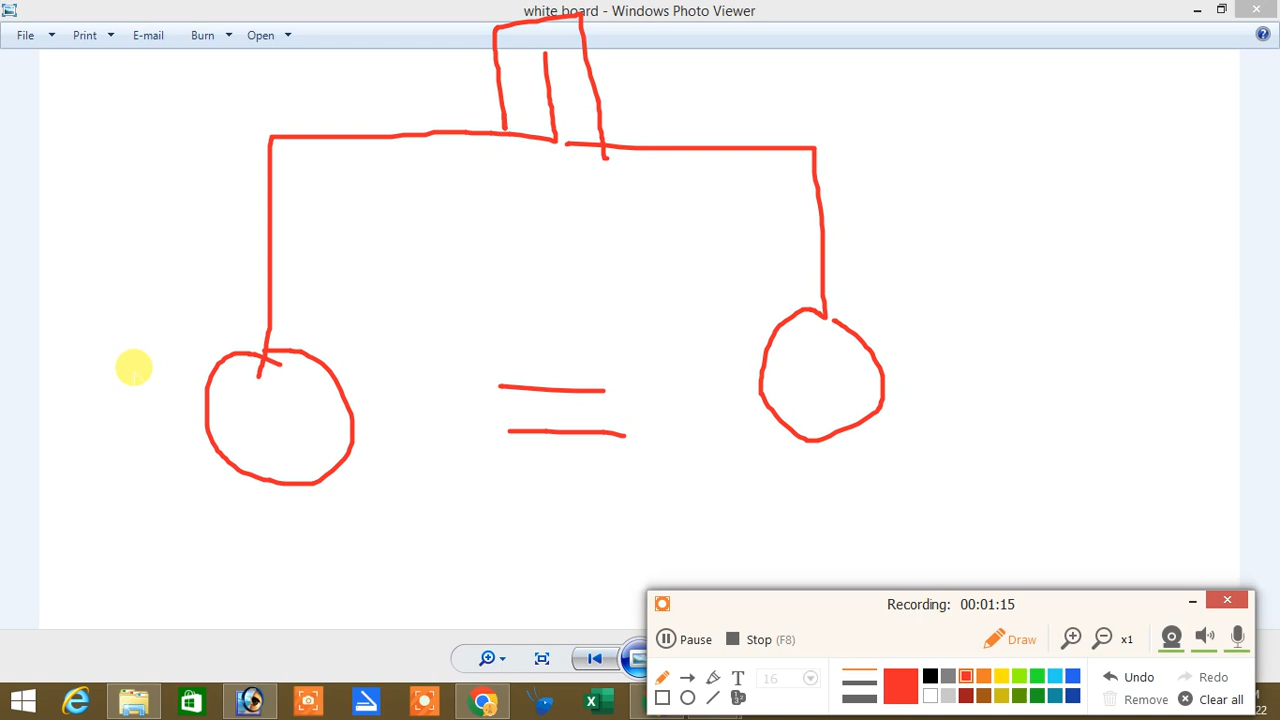 white board - Windows Photo Viewer
File Print E-mail Burn Open
Recording: 00:01:15
Pause Stop (F8) Draw x1
16 Undo Redo
Remove Clear all